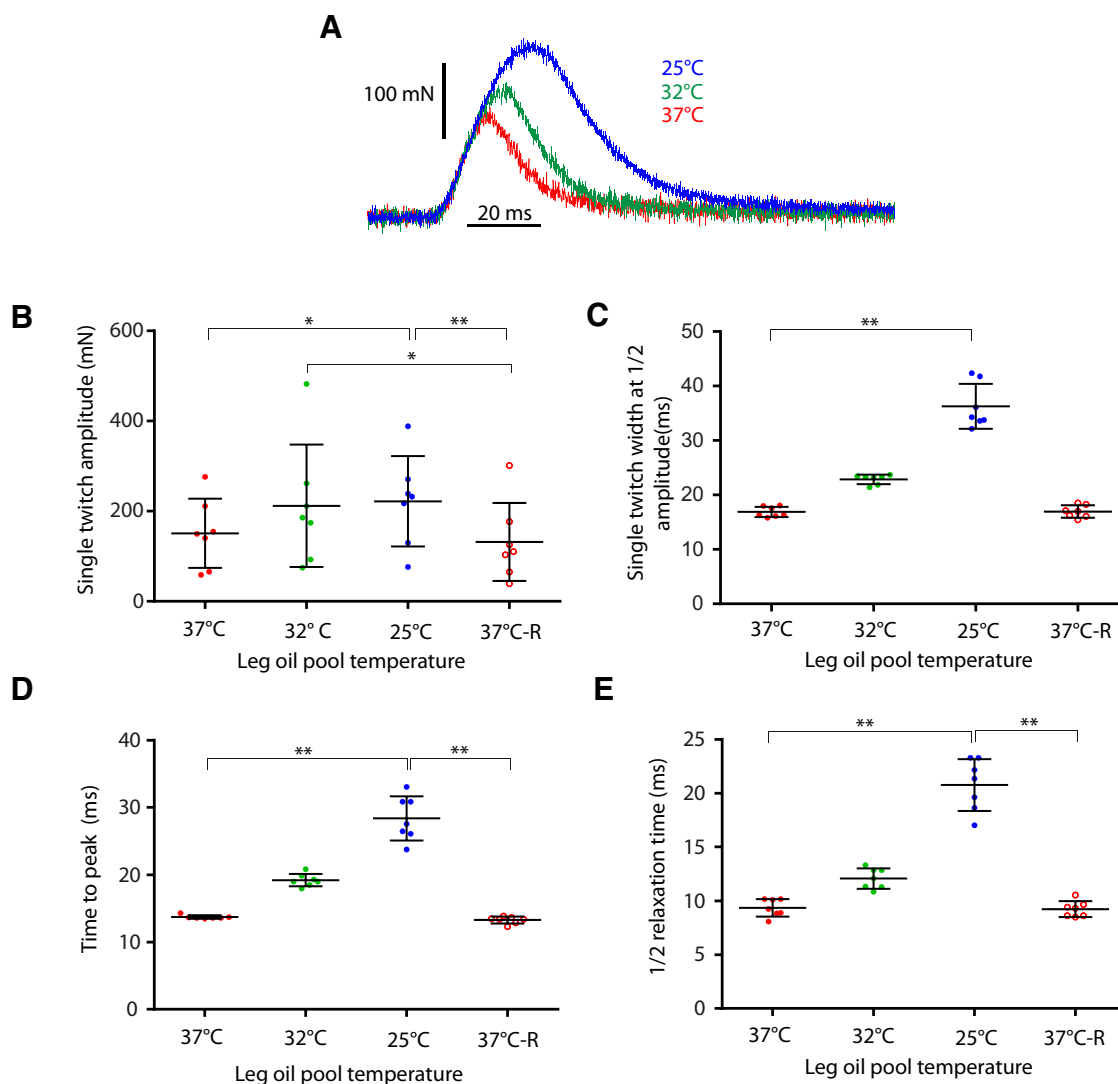 A
100 mN
25°C
32°C
37°C
20 ms
B
Single twitch amplitude (mN)
600
400
200
0
*
**
*
37°C
32° C
25°C
37°C-R
Leg oil pool temperature
C
Single twitch width at 1/2
amplitude(ms)
50
40
30
20
10
0
**
37°C
32°C
25°C
37°C-R
Leg oil pool temperature
D
Time to peak (ms)
40
30
20
10
0
**
**
37°C
32°C
25°C
37°C-R
Leg oil pool temperature
E
1/2 relaxation time (ms)
25
20
15
10
5
0
**
**
37°C
32°C
25°C
37°C-R
Leg oil pool temperature